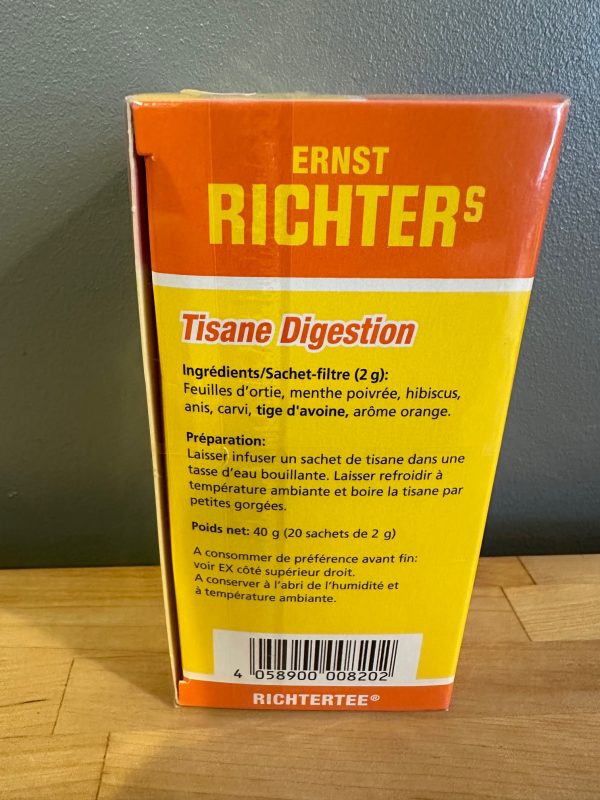 ERNST
RICHTERS
Tisane Digestion
Ingrédients/Sachet-filtre (2 g):
Feuilles d'ortie, menthe poivrée, hibiscus,
anis, carvi, tige d'avoine, arôme orange.
Préparation:
Laisser infuser un sachet de tisane dans une
tasse d'eau bouillante. Laisser refroidir à
température ambiante et boire la tisane par
petites gorgées.
Poids net: 40 g (20 sachets de 2 g)
A consommer de préférence avant fin:
voir EX côté supérieur droit.
A conserver à l'abri de l'humidité et
à température ambiante.
4 058900 008202
RICHTERTEE®